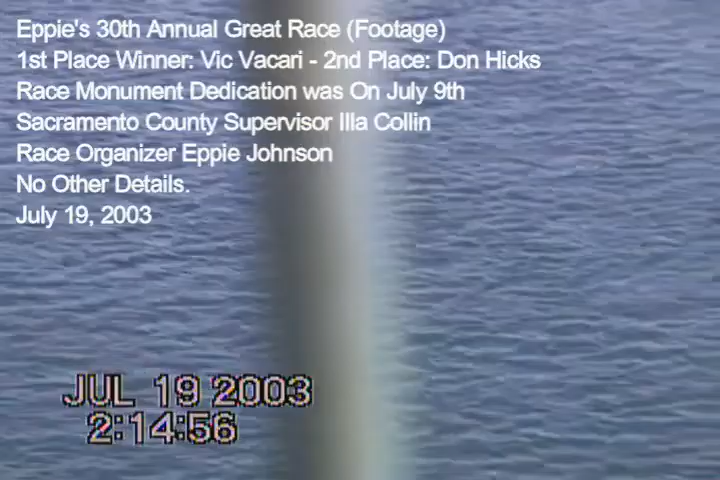 Eppie's 30th Annual Great Race (Footage)
1st Place Winner: Vic Vacari - 2nd Place: Don Hicks
Race Monument Dedication was On July 9th
Sacramento County Supervisor Illa Collin
Race Organizer Eppie Johnson
No Other Details.
July 19, 2003
JUL 19 2003
2:14:56